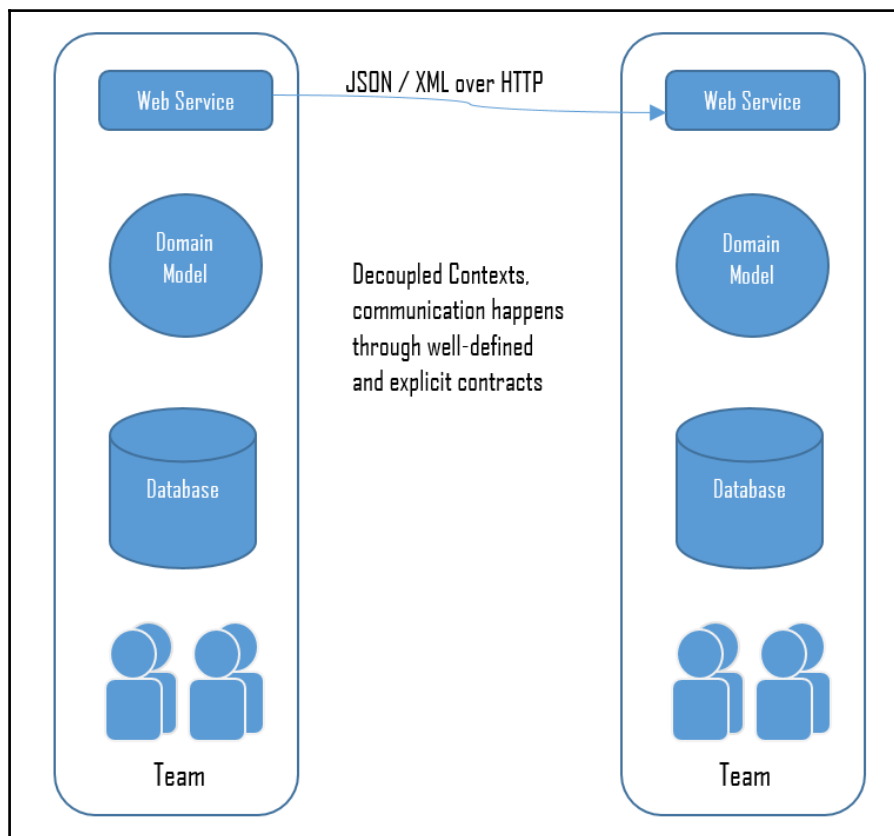 Web Service
JSON / XML over HTTP
Web Service
Domain
Model
Decoupled Contexts,
communication happens
through well-defined
and explicit contracts
Domain
Model
Database
Database
Team
Team